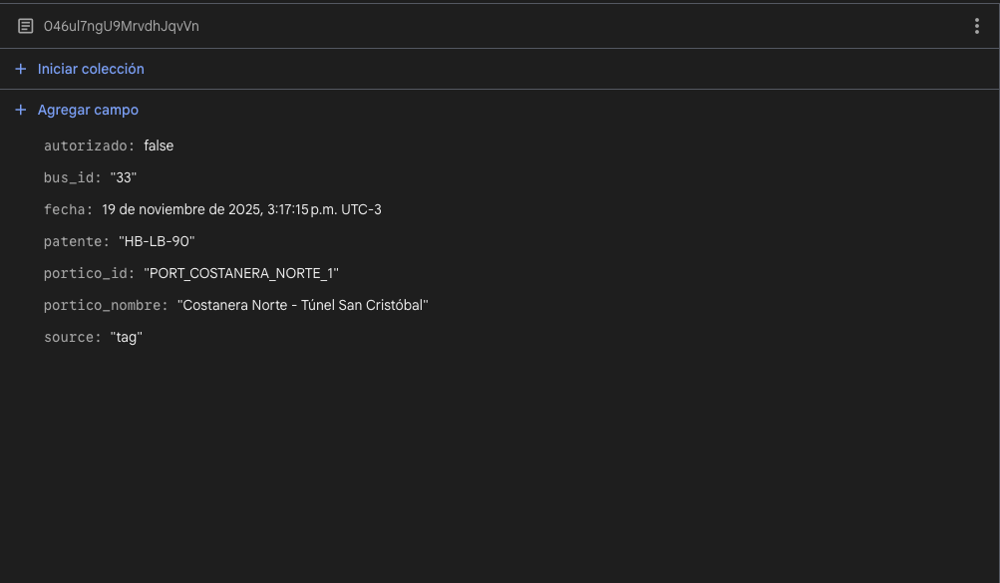 046ul7ngU9MrvdhJqvVn
Iniciar colección
Agregar campo
autorizado: false
bus_id: "33"
fecha: 19 de noviembre de 2025, 3:17:15 p.m. UTC-3
patente: "HB-LB-90"
portico_id: "PORT_COSTANERA_NORTE_1"
portico_nombre: "Costanera Norte - Túnel San Cristóbal"
source: "tag"